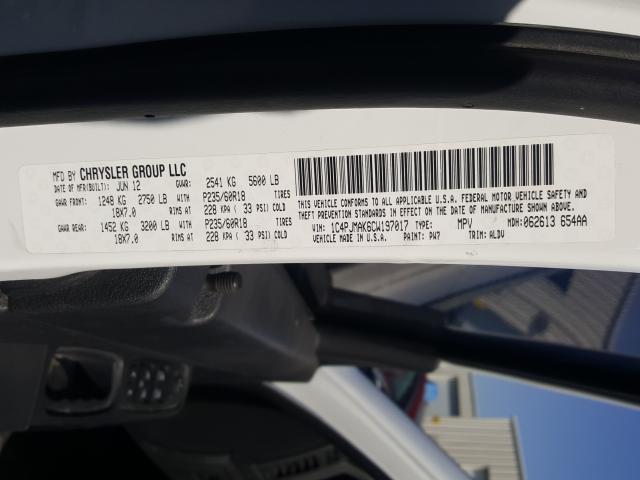 MFD BY CHRYSLER GROUP LLC
DATE OF MFR(BUILT): JUN 12 GVWR: 2541 KG 5600 LB
GAWR FRONT: 1248 KG 2750 LB P235/60R18 TIRES
18X7.0 RIMS AT 228 KPA ( 33 PSI) COLD
GAWR REAR: 1452 KG 3200 LB P235/60R18 TIRES
18X7.0 RIMS AT 228 KPA ( 33 PSI) COLD
THIS VEHICLE CONFORMS TO ALL APPLICABLE U.S.A. FEDERAL MOTOR VEHICLE SAFETY AND
THEFT PREVENTION STANDARDS IN EFFECT ON THE DATE OF MANUFACTURE SHOWN ABOVE.
VIN: 1C4PJMAK6CW197017 TYPE: MPV MDH: 062613 654AA
VEHICLE MADE IN U.S.A. PAINT: PW7 TRIM: ALDV